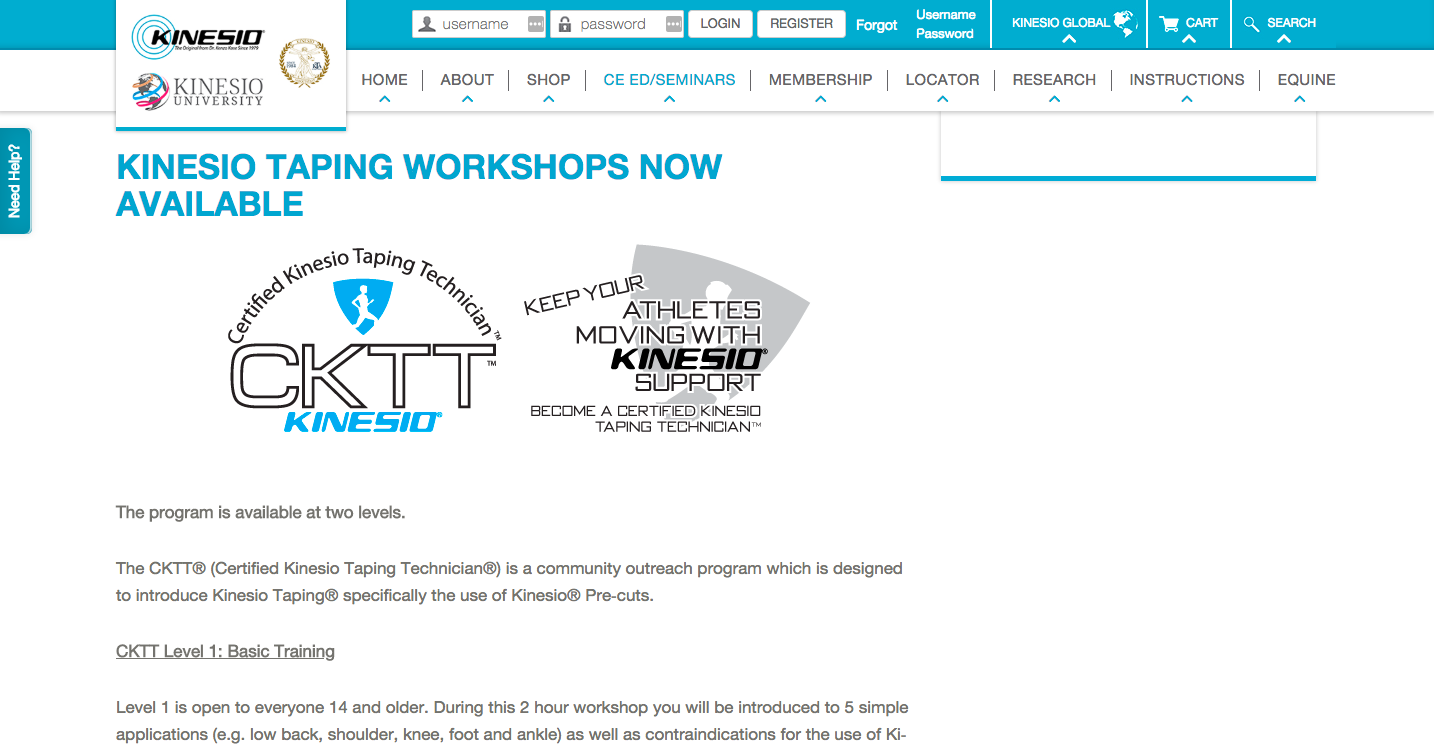 KINESIO
The Original from Dr. Kenzo Kase Since 1979
KINESIO
UNIVERSITY
username
password
LOGIN
REGISTER
Forgot
Username
Password
KINESIO GLOBAL
CART
SEARCH
HOME
ABOUT
SHOP
CE ED/SEMINARS
MEMBERSHIP
LOCATOR
RESEARCH
INSTRUCTIONS
EQUINE
Need Help?
KINESIO TAPING WORKSHOPS NOW
AVAILABLE
Certified Kinesio Taping Technician™
CKTT™
KINESIO®
KEEP YOUR
ATHLETES
MOVING WITH
KINESIO®
SUPPORT
BECOME A CERTIFIED KINESIO
TAPING TECHNICIAN™
The program is available at two levels.
The CKTT® (Certified Kinesio Taping Technician®) is a community outreach program which is designed
to introduce Kinesio Taping® specifically the use of Kinesio® Pre-cuts.
CKTT Level 1: Basic Training
Level 1 is open to everyone 14 and older. During this 2 hour workshop you will be introduced to 5 simple
applications (e.g. low back, shoulder, knee, foot and ankle) as well as contraindications for the use of Ki-